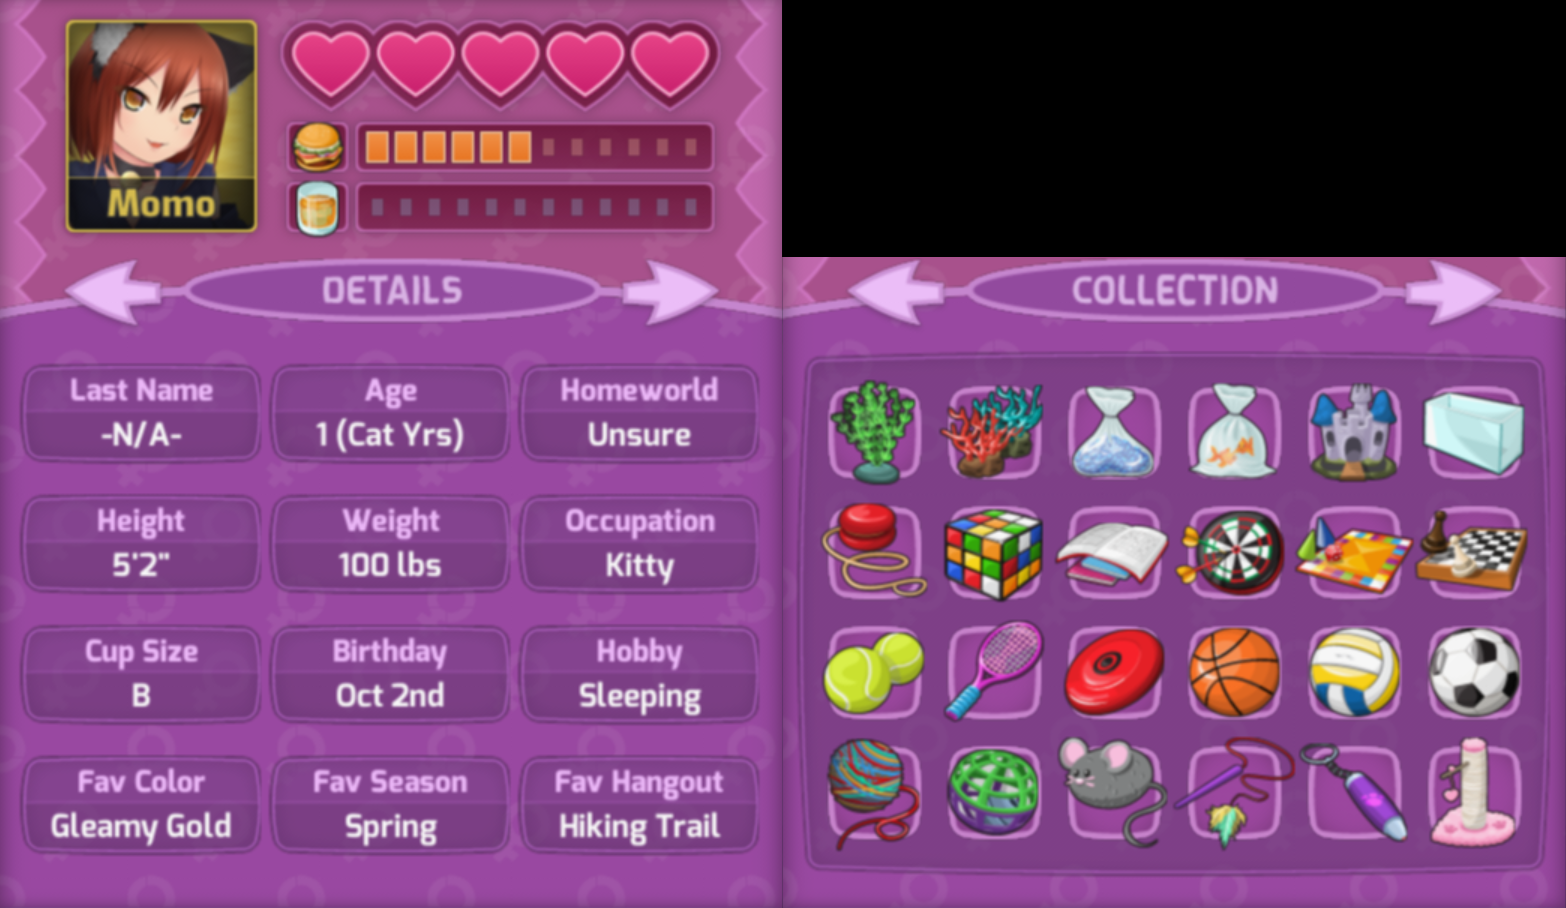 Momo
DETAILS
Last Name
-N/A-
Age
1 (Cat Yrs)
Homeworld
Unsure
Height
5'2"
Weight
100 lbs
Occupation
Kitty
Cup Size
B
Birthday
Oct 2nd
Hobby
Sleeping
Fav Color
Gleamy Gold
Fav Season
Spring
Fav Hangout
Hiking Trail
COLLECTION